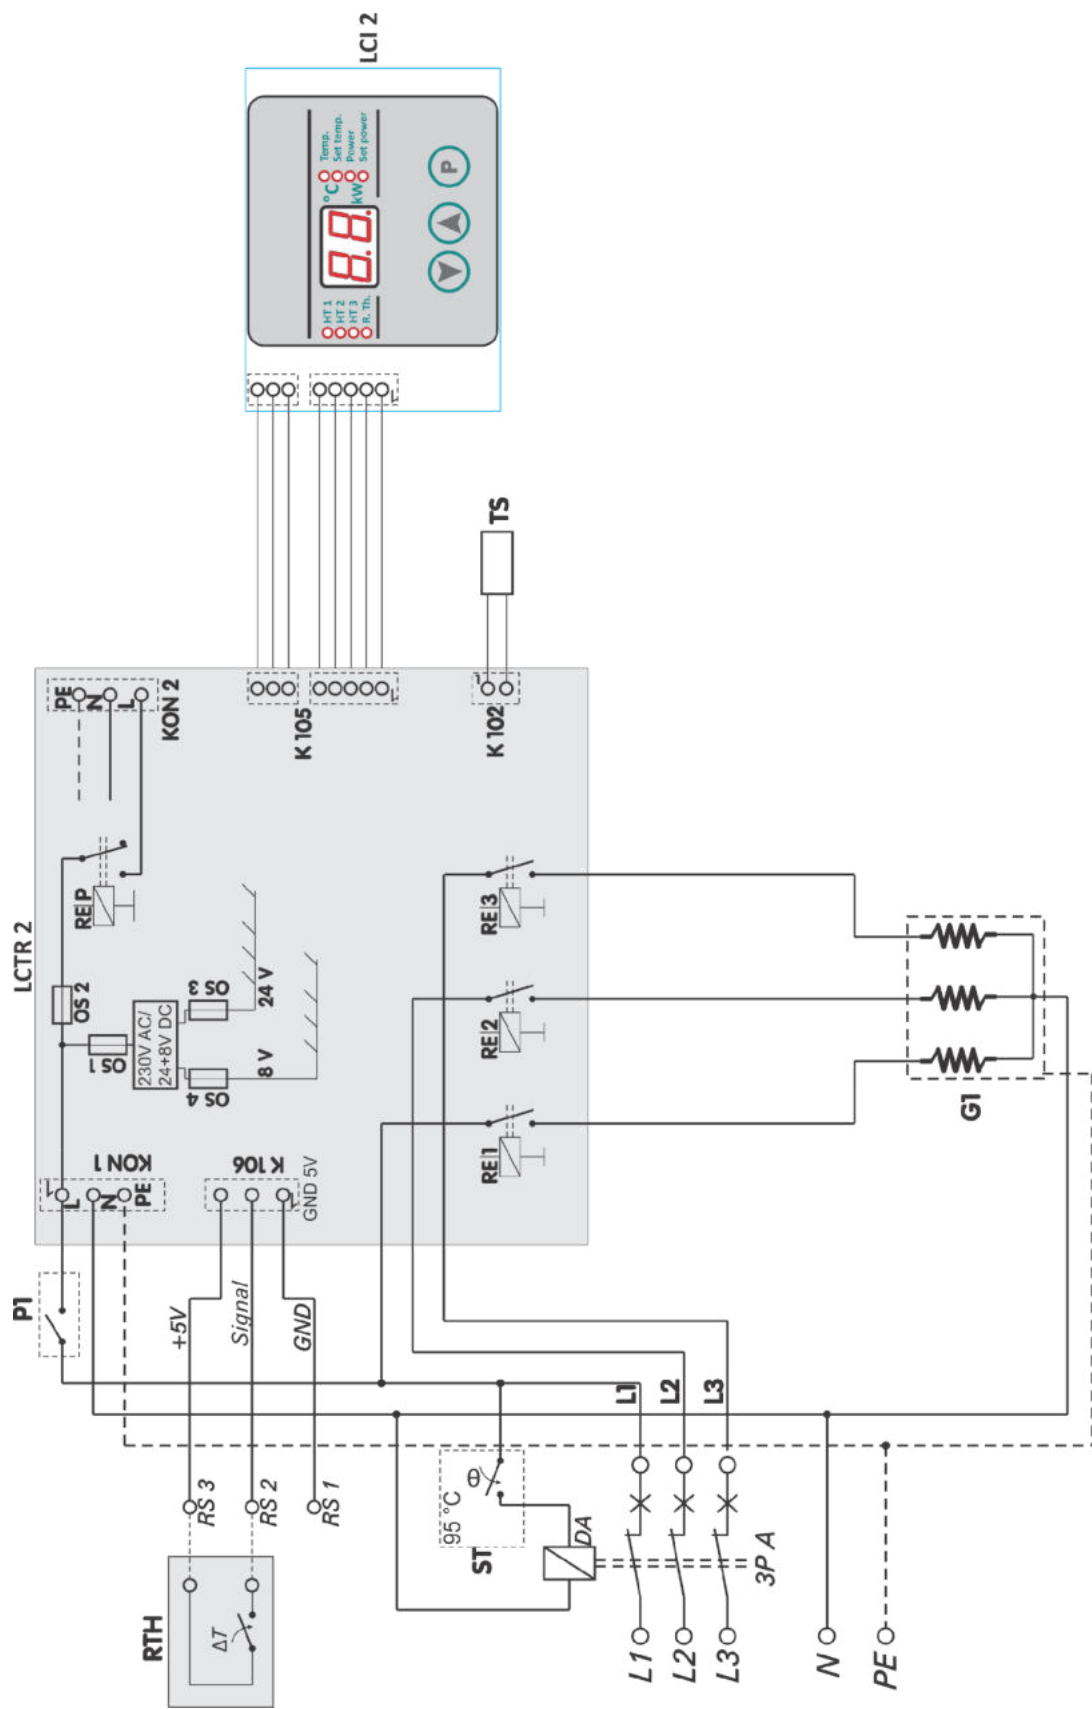 LCI 2
Temp.
Set temp.
Power
Set power
°C
kW
8.8.
HT 1
HT 2
HT 3
R. Th.
P
LCTR 2
PE
N
L
KON 2
K 105
K 102
TS
RE P
OS 2
OS 1
230V AC/
24+8V DC
OS 3
OS 4
24 V
8 V
RE 3
RE 2
RE 1
L
N
PE
KON 1
K 106
GND 5V
P1
+5V
Signal
GND
RS 3
RS 2
RS 1
RTH
ΔT
95 °C
θ
ST
DA
3P A
L1
L2
L3
L1
L2
L3
N
PE
G1